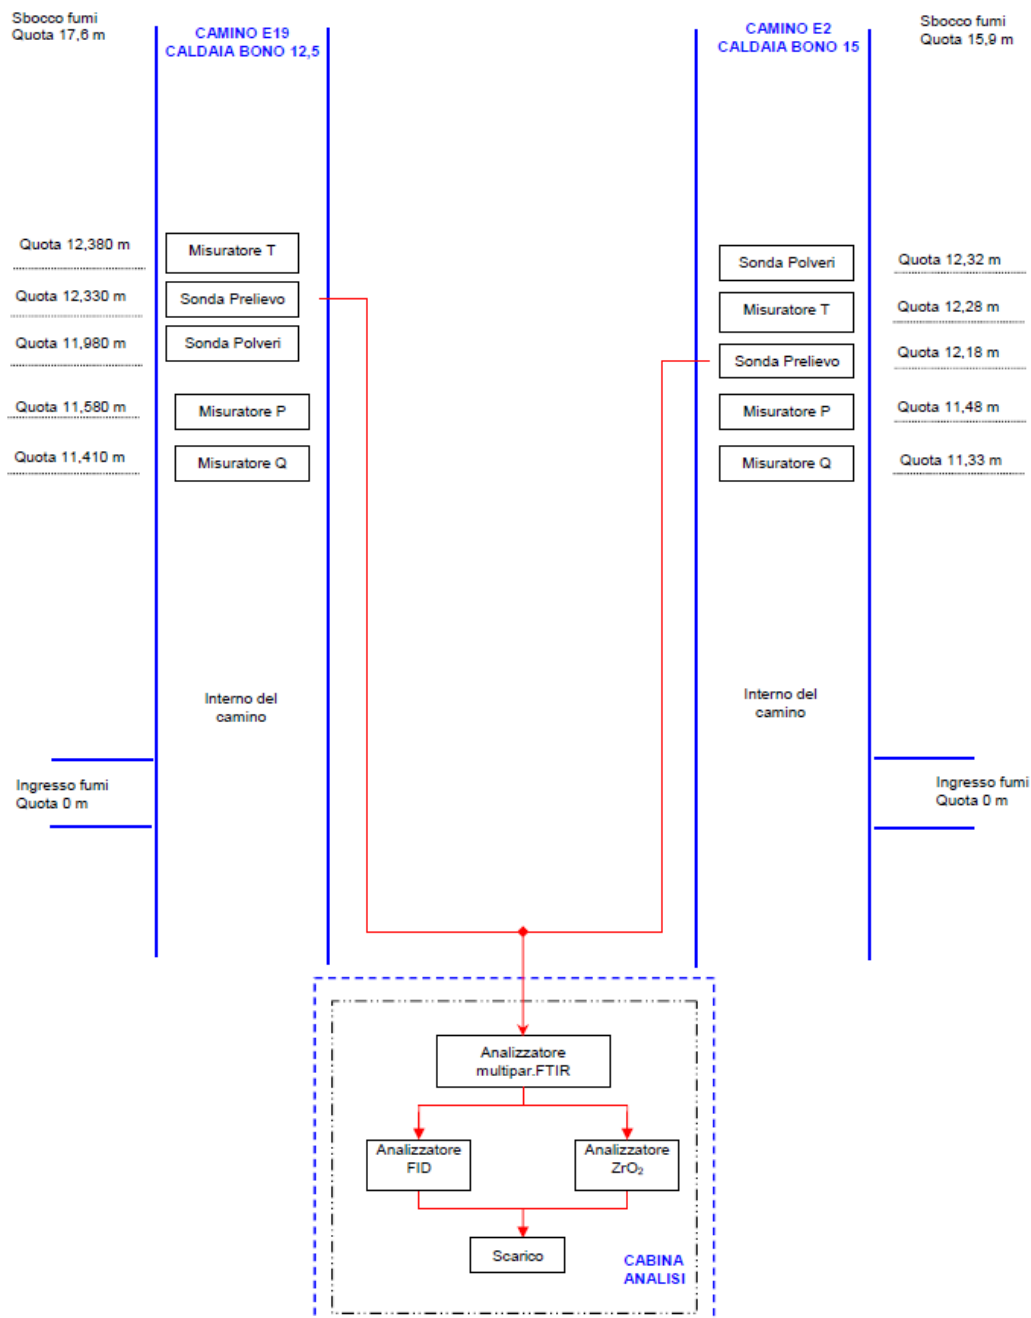 Sbocco fumi
Quota 17,6 m
CAMINO E19
CALDAIA BONO 12,5
CAMINO E2
CALDAIA BONO 15
Sbocco fumi
Quota 15,9 m
Quota 12,380 m
Misuratore T
Quota 12,330 m
Sonda Prelievo
Quota 11,980 m
Sonda Polveri
Quota 11,580 m
Misuratore P
Quota 11,410 m
Misuratore Q
Sonda Polveri
Quota 12,32 m
Misuratore T
Quota 12,28 m
Sonda Prelievo
Quota 12,18 m
Misuratore P
Quota 11,48 m
Misuratore Q
Quota 11,33 m
Interno del
camino
Interno del
camino
Ingresso fumi
Quota 0 m
Ingresso fumi
Quota 0 m
Analizzatore
multipar.FTIR
Analizzatore
FID
Analizzatore
ZrO₂
Scarico
CABINA
ANALISI